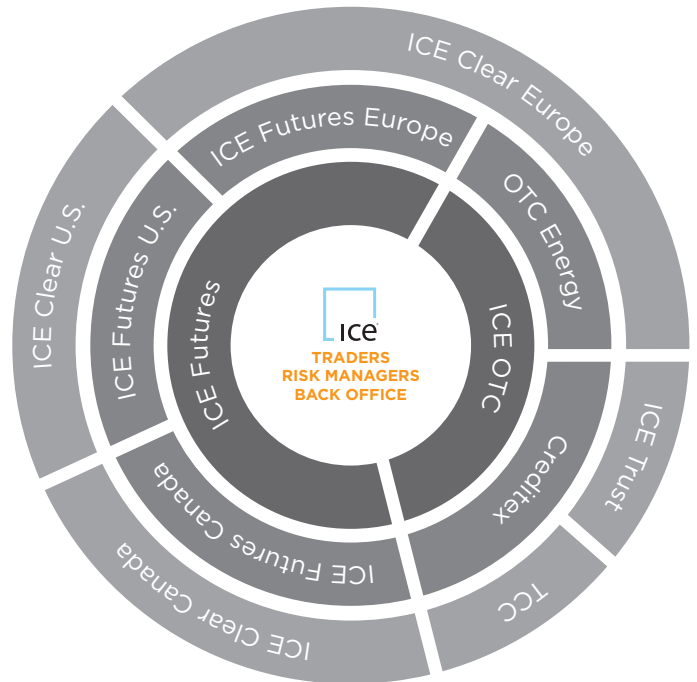 ICE Clear Europe
ICE Futures Europe
OTC Energy
ICE Clear U.S.
ICE Futures U.S.
ICE Futures
ICE OTC
ice
TRADERS
RISK MANAGERS
BACK OFFICE
Creditex
ICE Trust
TCC
ICE Futures Canada
ICE Clear Canada